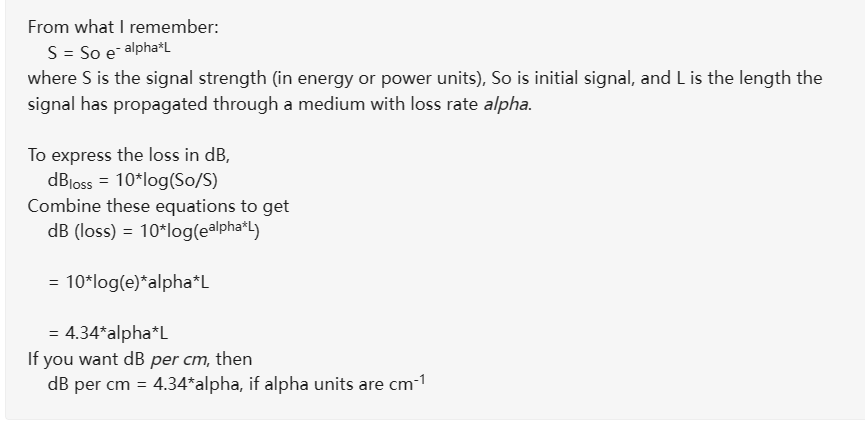 From what I remember:
S = So e- alpha*L
where S is the signal strength (in energy or power units), So is initial signal, and L is the length the
signal has propagated through a medium with loss rate alpha.
To express the loss in dB,
dBloss = 10*log(So/S)
Combine these equations to get
dB (loss) = 10*log(ealpha*L)
= 10*log(e)*alpha*L
= 4.34*alpha*L
If you want dB per cm, then
dB per cm = 4.34*alpha, if alpha units are cm-1